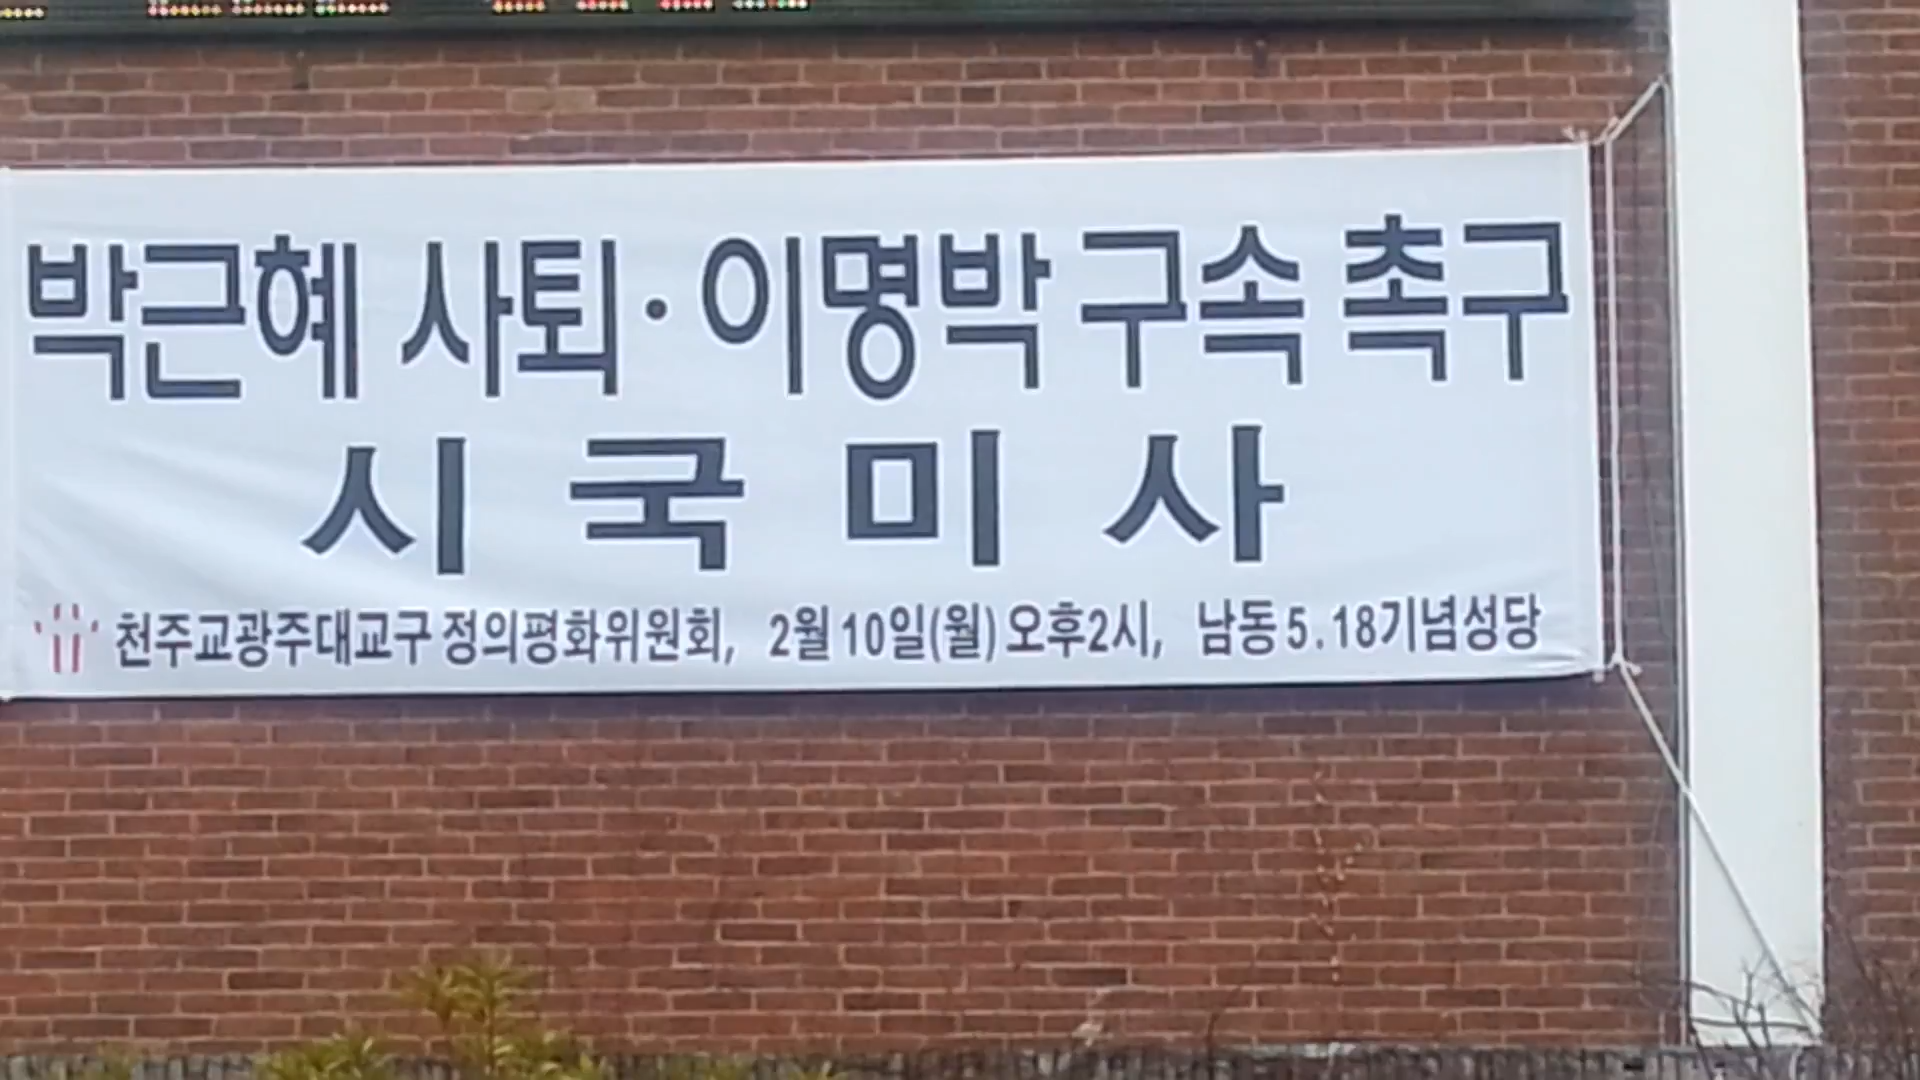 박근혜 사퇴·이명박 구속 촉구
시국미사
천주교광주대교구 정의평화위원회, 2월 10일(월) 오후2시, 남동 5.18기념성당